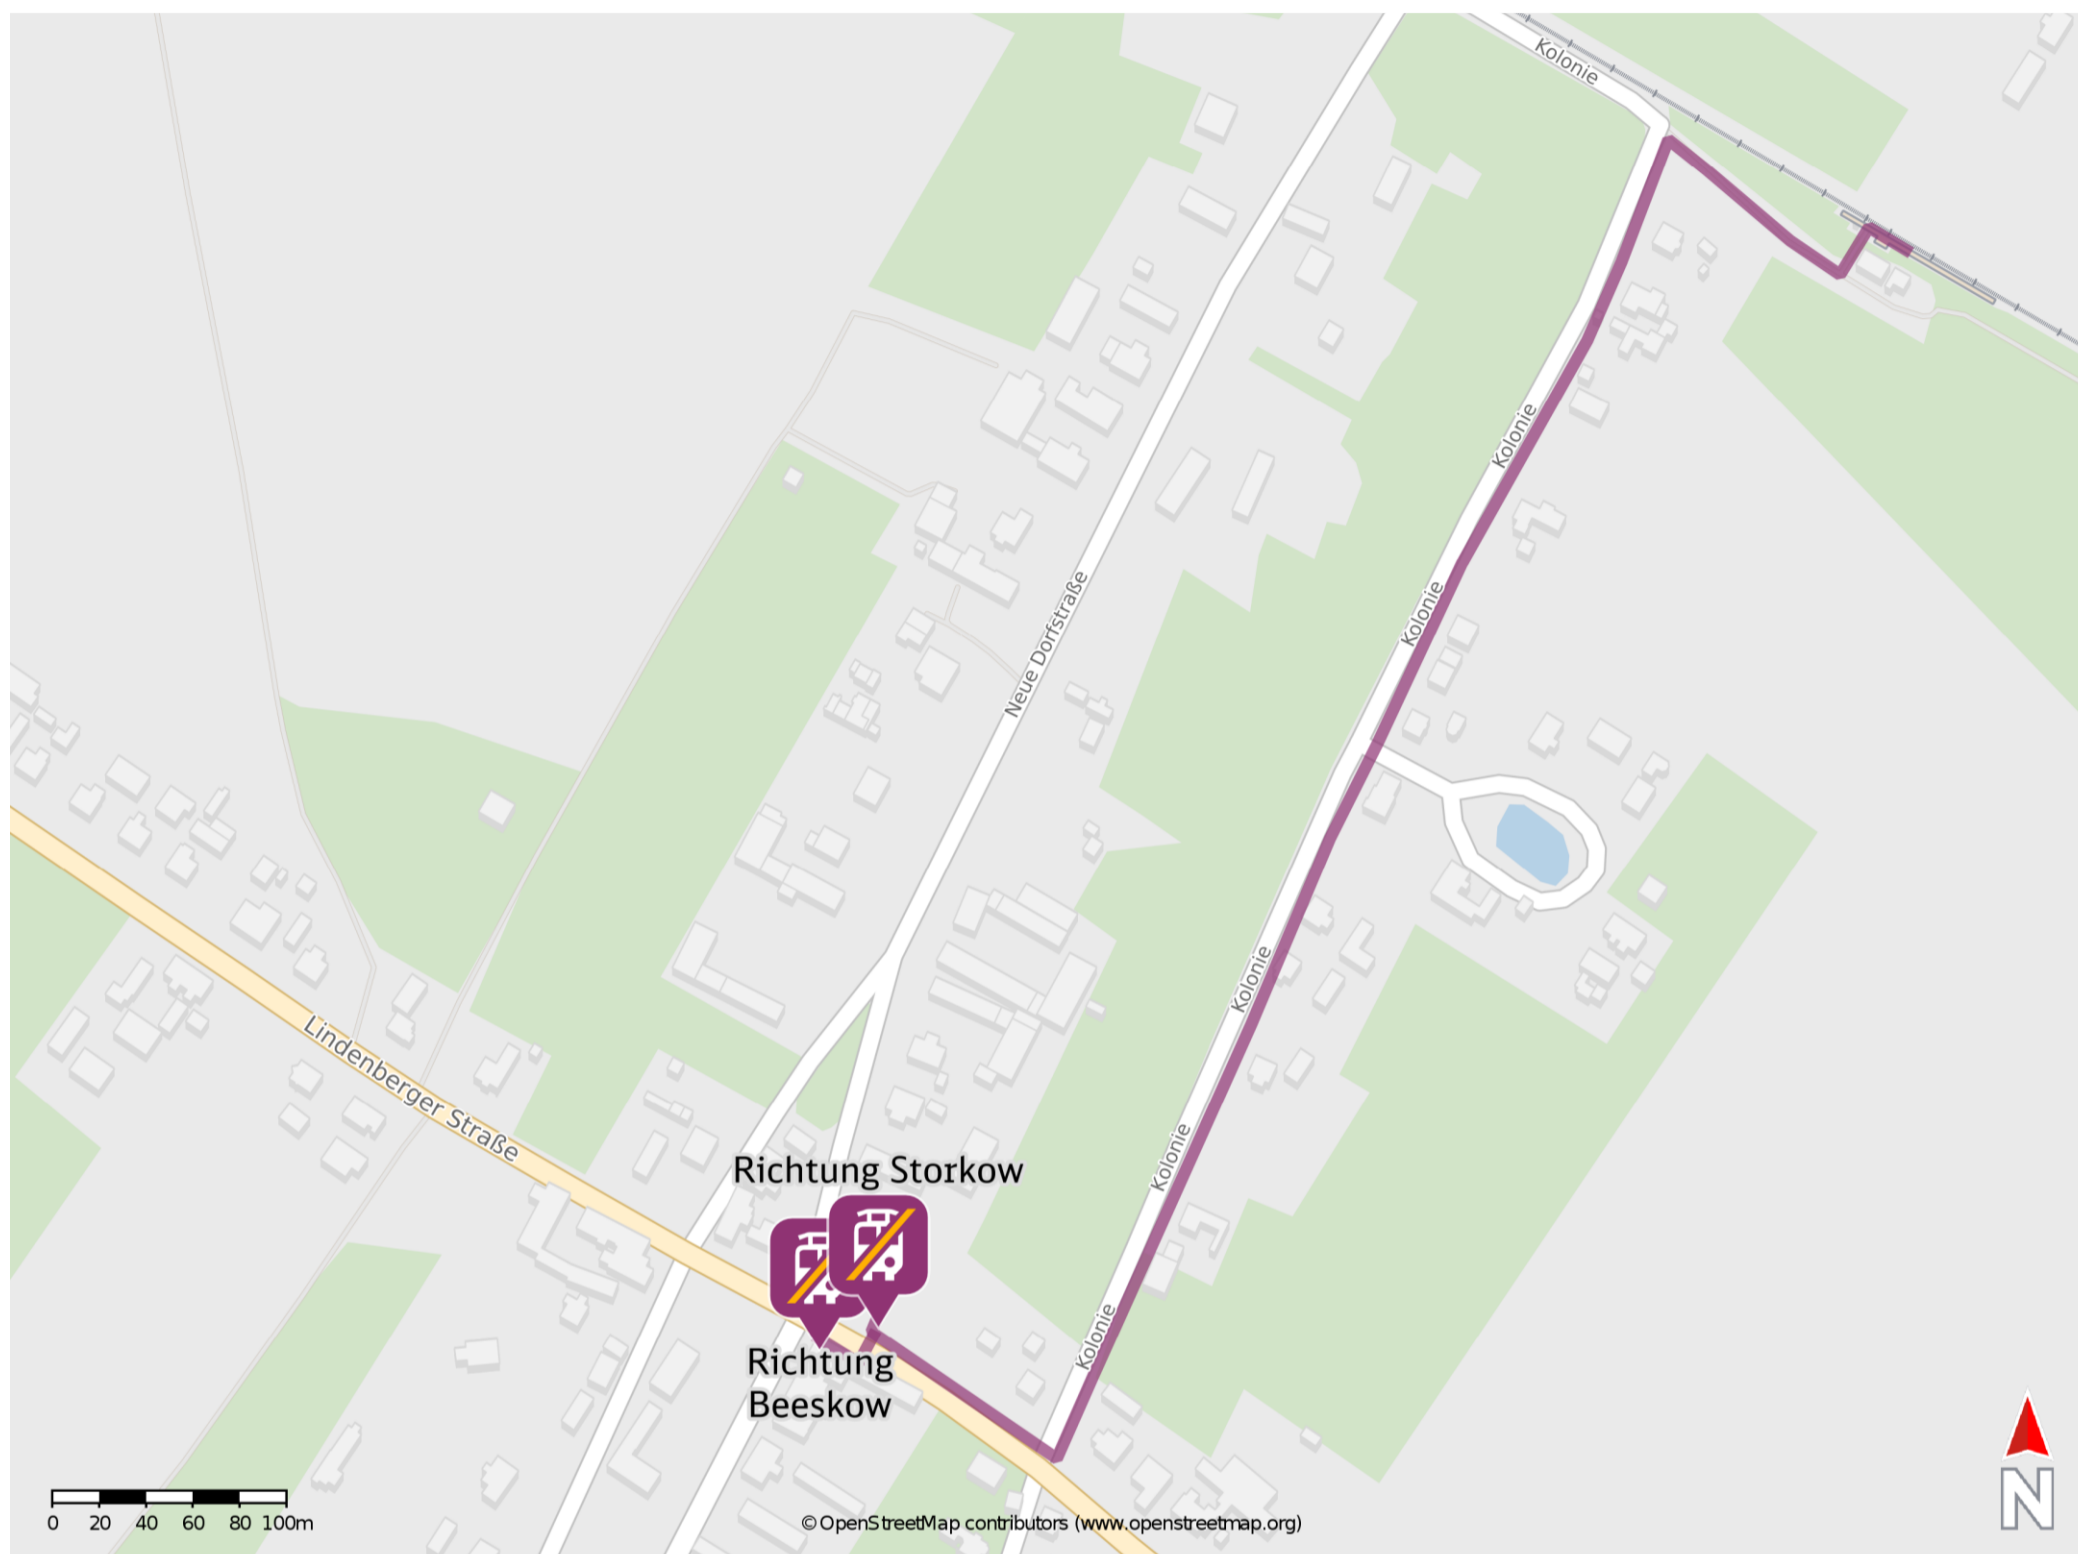 Kolonie
Kolonie
Neue Dorfstraße
Kolonie
Kolonie
Lindenberger Straße
Kolonie
Richtung Storkow
Kolonie
Richtung
Beeskow
0 20 40 60 80 100m
© OpenStreetMap contributors (www.openstreetmap.org)
N